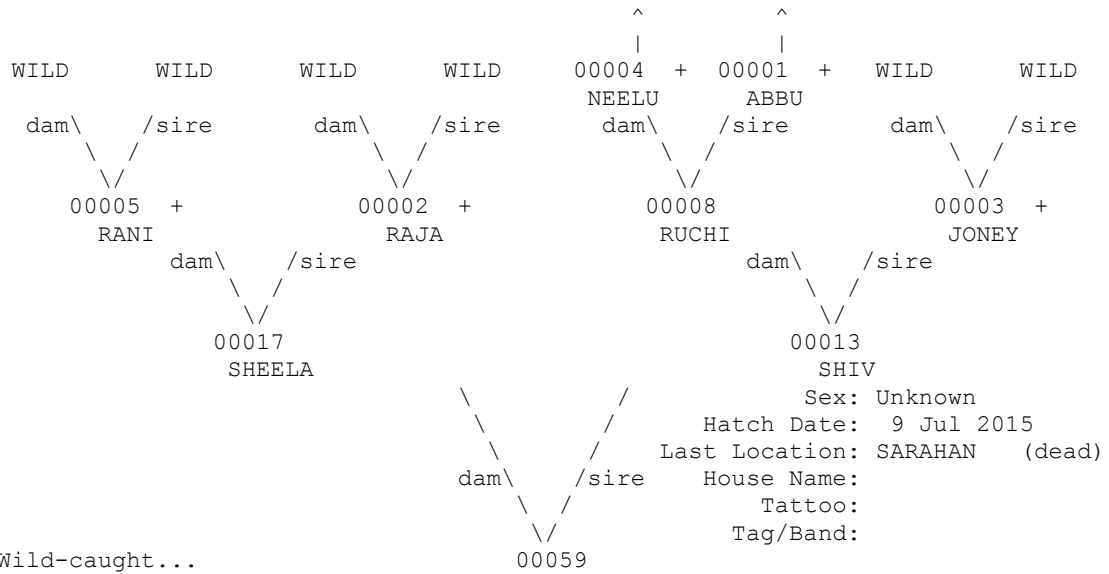 ^ ^
| |
WILD WILD WILD WILD 00004 + 00001 + WILD WILD
NEELU ABBU
dam\ /sire dam\ /sire dam\ /sire dam\ /sire
\ / \ / \ / \ /
\/ \/ \/ \/
00005 + 00002 + 00008 00003 +
RANI RAJA RUCHI JONEY
dam\ /sire dam\ /sire
\ / \ /
\/ \/
00017 00013
SHEELA SHIV
\ / Sex: Unknown
\ / Hatch Date: 9 Jul 2015
\ / Last Location: SARAHAN (dead)
dam\ /sire House Name:
\ / Tattoo:
\/ Tag/Band:
Wild-caught... 00059